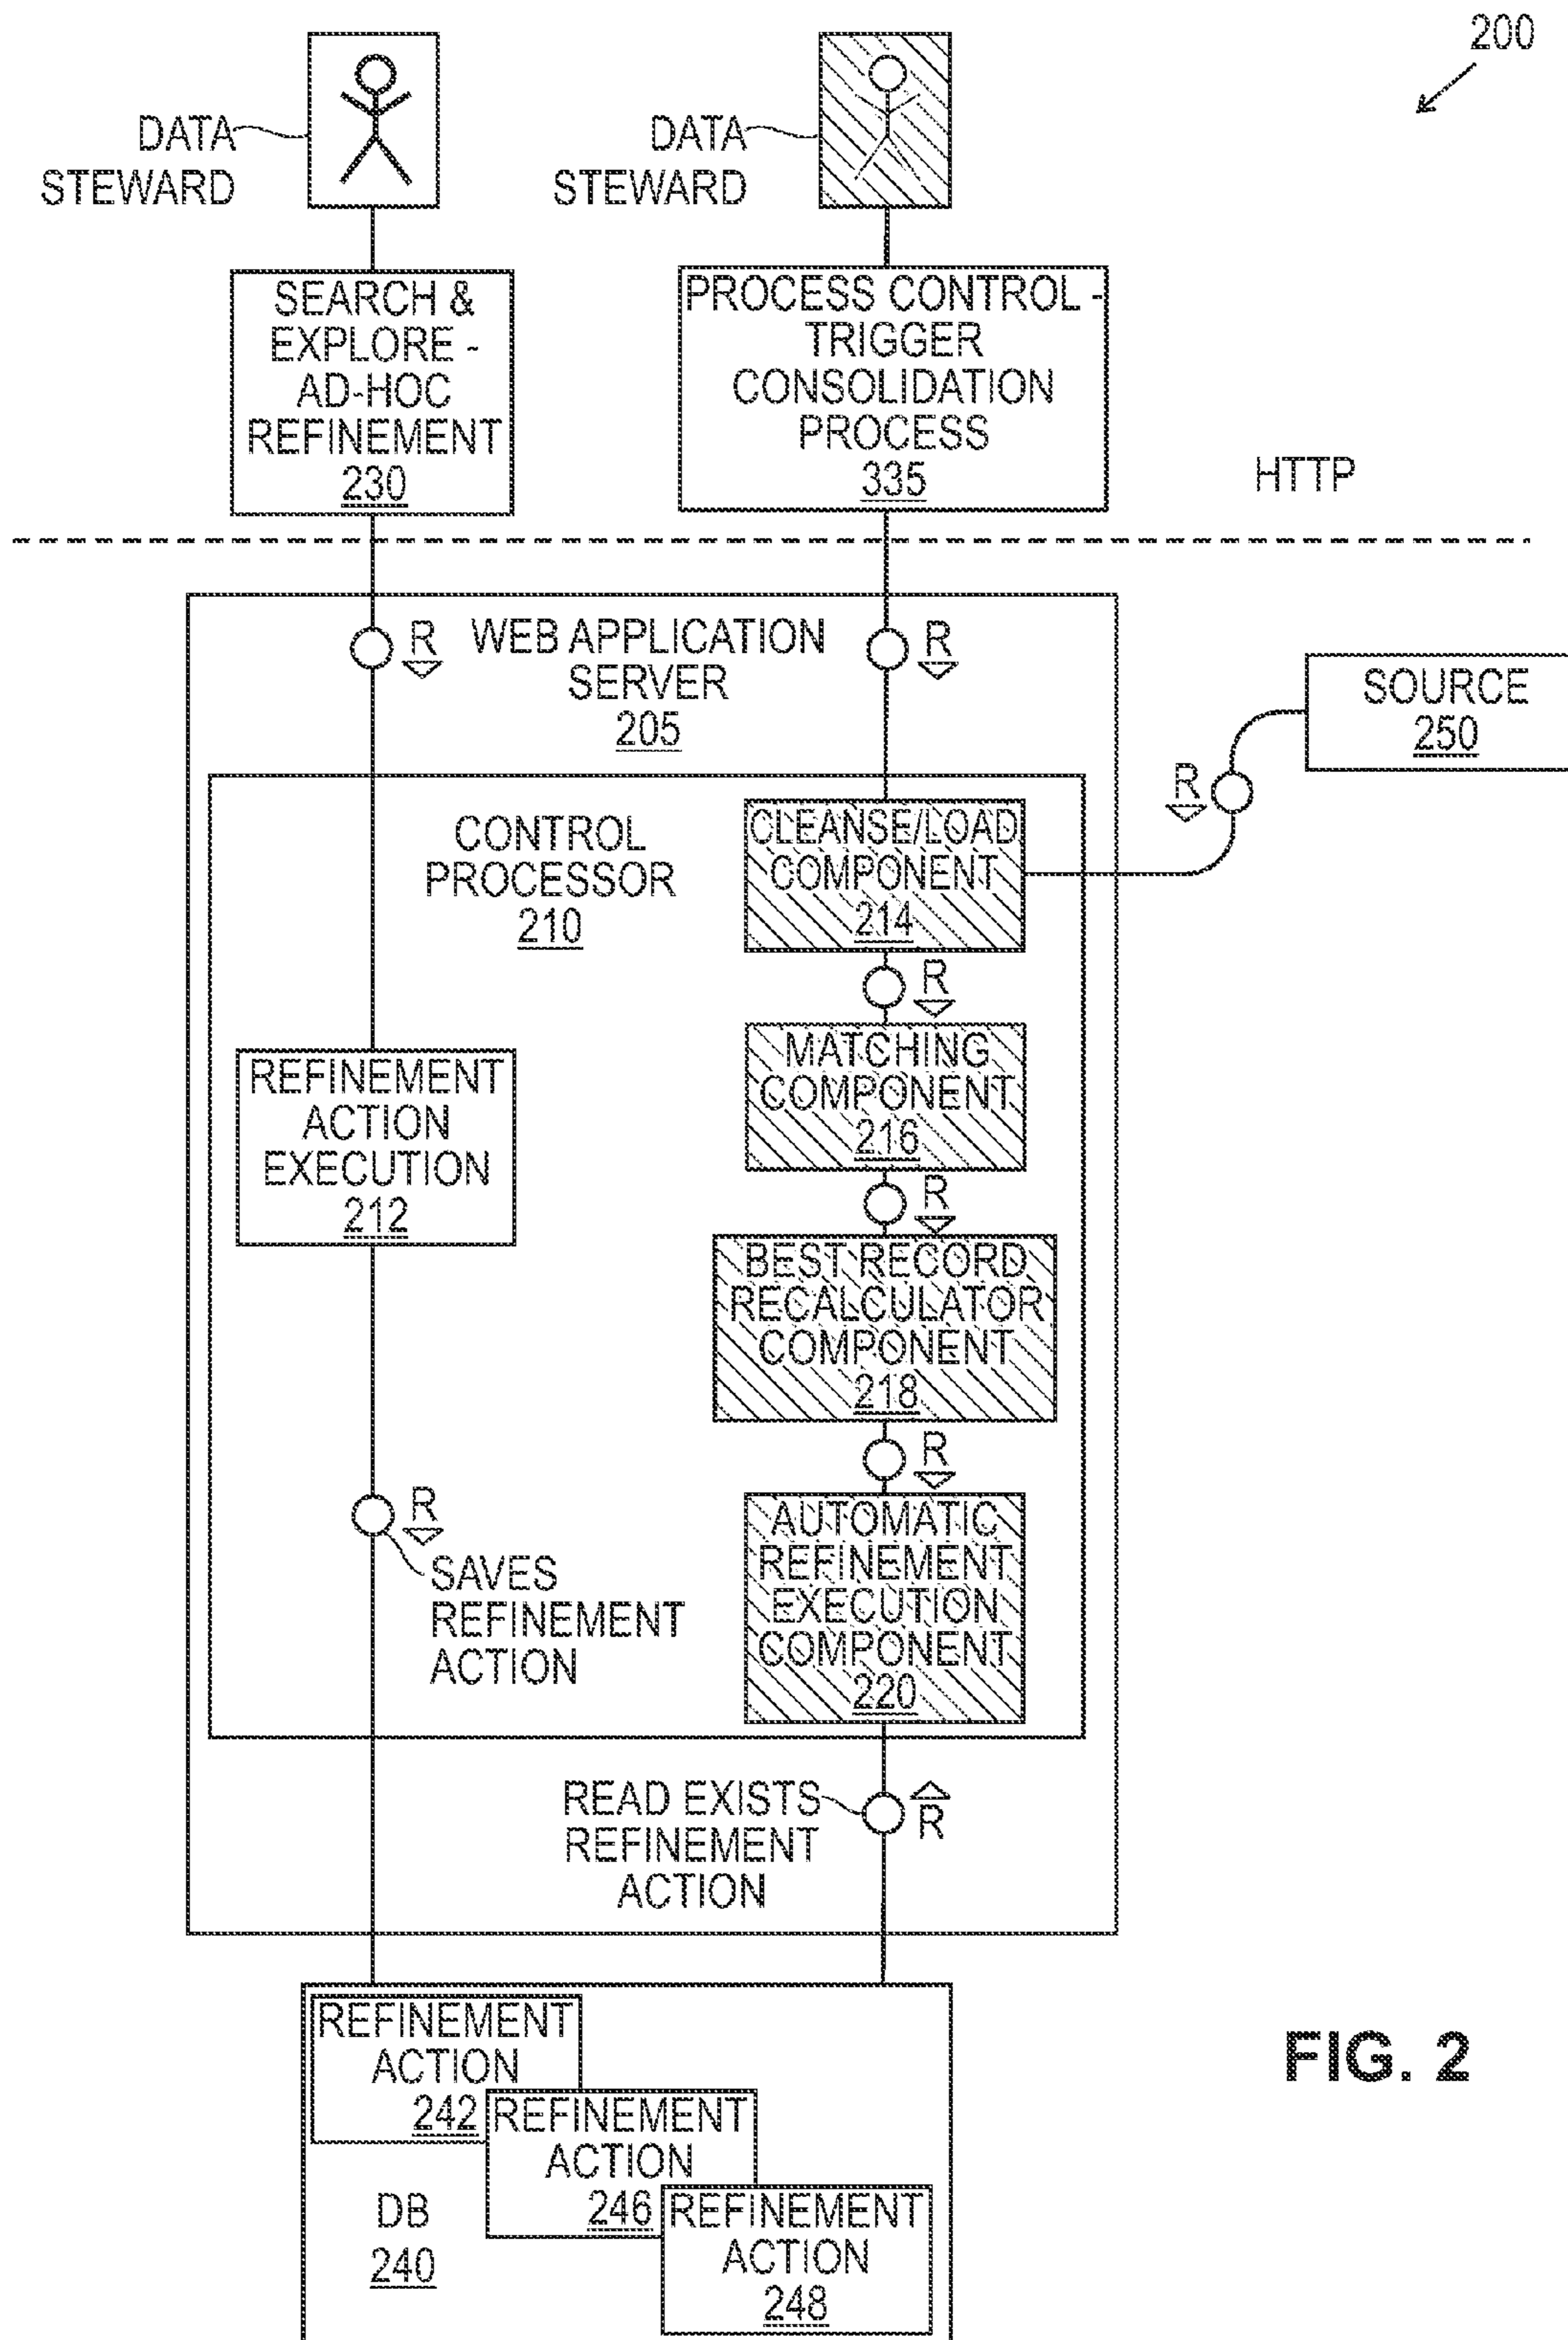 200
DATA
STEWARD
DATA
STEWARD
SEARCH &
EXPLORE -
AD-HOC
REFINEMENT
230
PROCESS CONTROL -
TRIGGER
CONSOLIDATION
PROCESS
335
HTTP
R
WEB APPLICATION
SERVER
205
R
SOURCE
250
R
CONTROL
PROCESSOR
210
CLEANSE/LOAD
COMPONENT
214
R
MATCHING
COMPONENT
216
REFINEMENT
ACTION
EXECUTION
212
R
BEST RECORD
RECALCULATOR
COMPONENT
218
R
R
SAVES
REFINEMENT
ACTION
AUTOMATIC
REFINEMENT
EXECUTION
COMPONENT
220
READ EXISTS
REFINEMENT
ACTION
R
REFINEMENT
ACTION
242
REFINEMENT
ACTION
246
REFINEMENT
ACTION
248
DB
240
FIG. 2